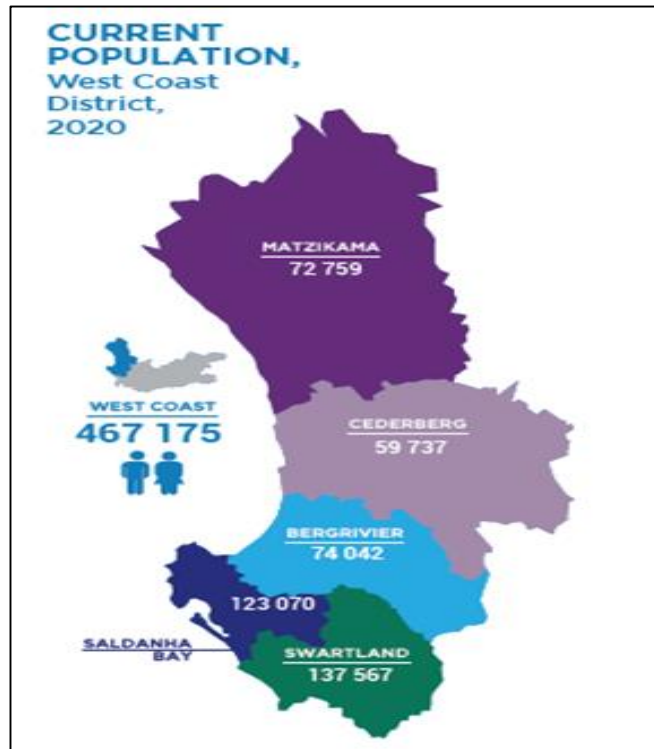 CURRENT
POPULATION,
West Coast
District,
2020
MATZIKAMA
72 759
WEST COAST
467 175
CEDERBERG
59 737
BERGRIVIER
74 042
123 070
SALDANHA
BAY
SWARTLAND
137 567